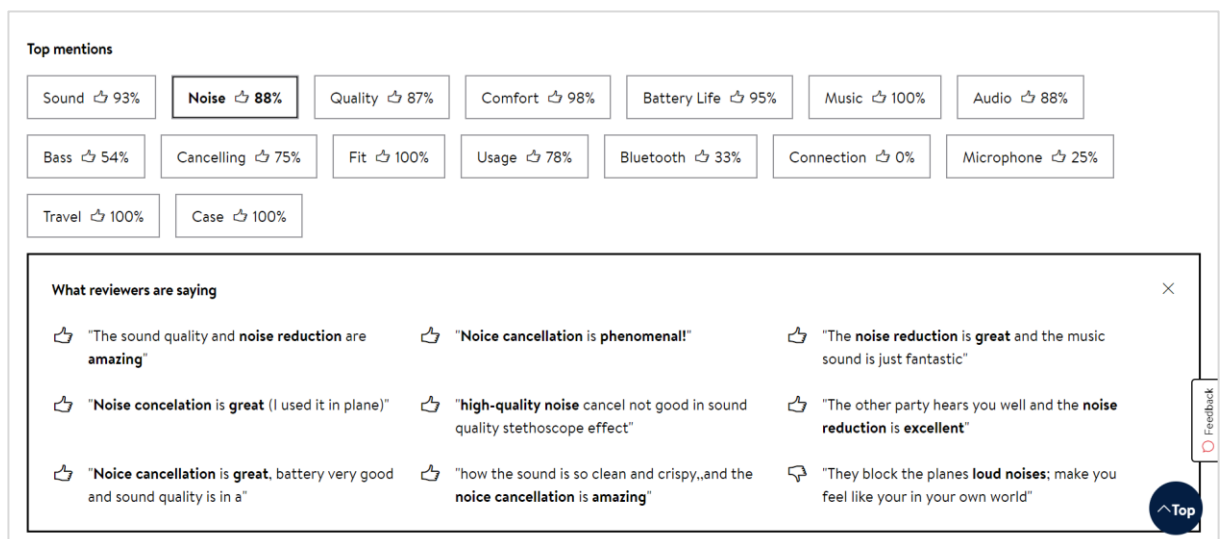 Top mentions
Sound 93%
Noise 88%
Quality 87%
Comfort 98%
Battery Life 95%
Music 100%
Audio 88%
Bass 54%
Cancelling 75%
Fit 100%
Usage 78%
Bluetooth 33%
Connection 0%
Microphone 25%
Travel 100%
Case 100%
What reviewers are saying
"The sound quality and noise reduction are
amazing"
"Noice cancellation is phenomenal!"
"The noise reduction is great and the music
sound is just fantastic"
"Noise concelation is great (I used it in plane)"
"high-quality noise cancel not good in sound
quality stethoscope effect"
"The other party hears you well and the noise
reduction is excellent"
"Noice cancellation is great, battery very good
and sound quality is in a"
"how the sound is so clean and crispy,,and the
noice cancellation is amazing"
"They block the planes loud noises; make you
feel like your in your own world"
Feedback
Top